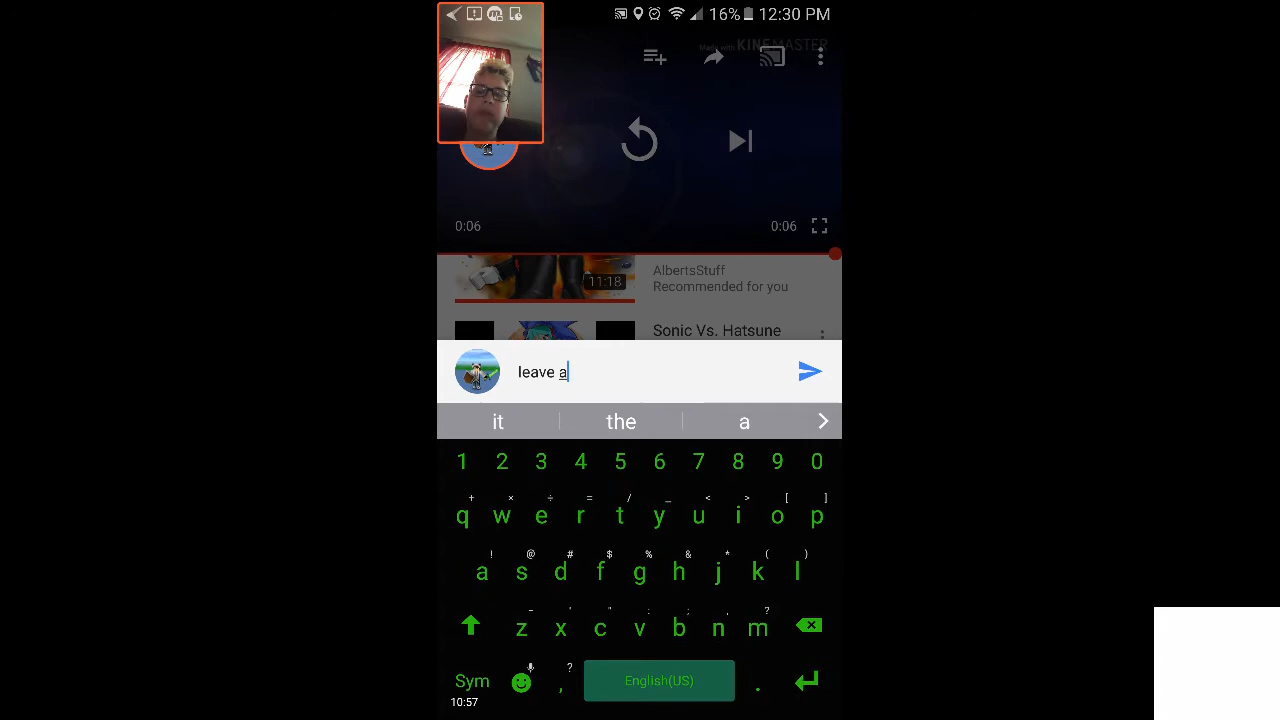 16% 12:30 PM
Made with KINEMASTER
0:06 0:06
11:18
AlbertsStuff
Recommended for you
Sonic Vs. Hatsune
leave a
it the a
1 2 3 4 5 6 7 8 9 0
+ × ÷ = / _ < > [ ]
q w e r t y u i o p
! @ # $ % & * ( )
a s d f g h j k l
- ' " : ; , ?
z x c v b n m
Sym , ? English(US) .
10:57